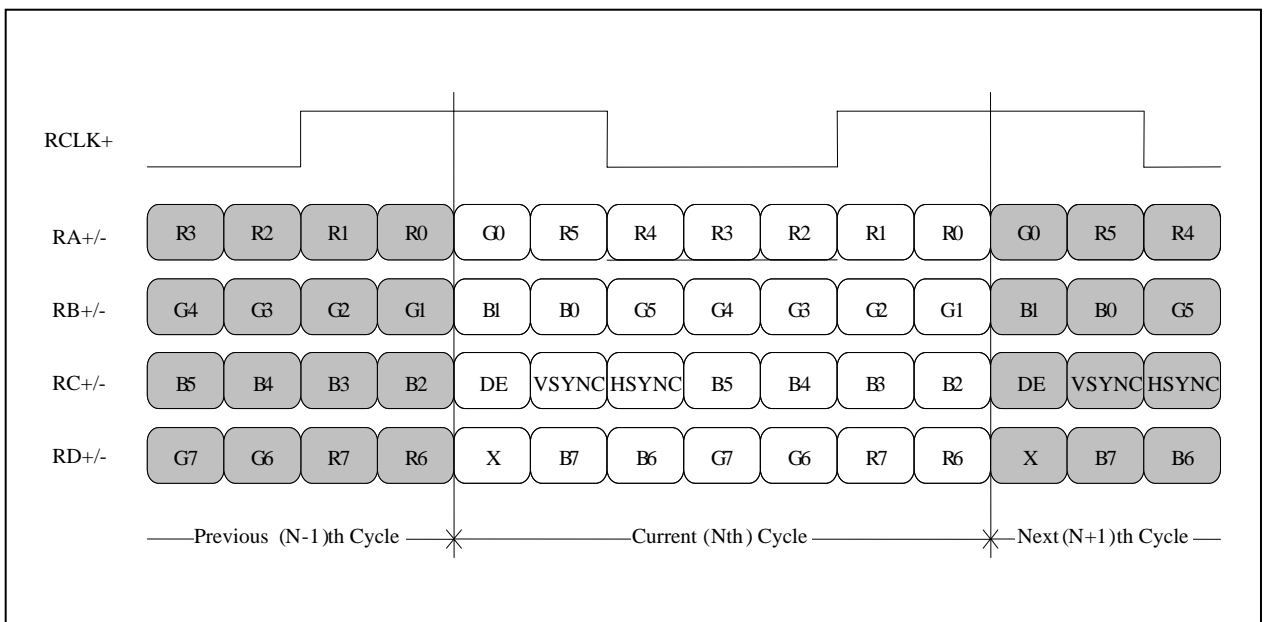 RCLK+
RA+/- R3 R2 R1 R0 G0 R5 R4 R3 R2 R1 R0 G0 R5 R4
RB+/- G4 G3 G2 G1 B1 B0 G5 G4 G3 G2 G1 B1 B0 G5
RC+/- B5 B4 B3 B2 DE VSYNC HSYNC B5 B4 B3 B2 DE VSYNC HSYNC
RD+/- G7 G6 R7 R6 X B7 B6 G7 G6 R7 R6 X B7 B6
Previous (N-1)th Cycle Current (Nth) Cycle Next (N+1)th Cycle